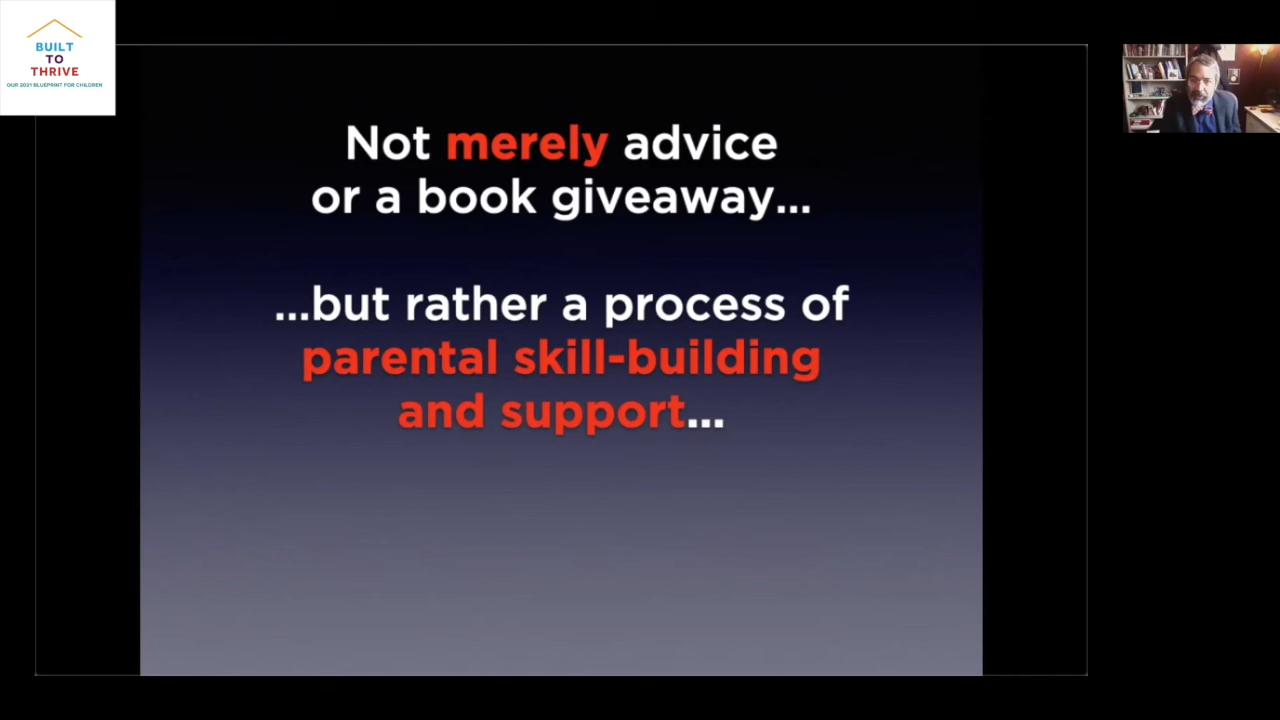 BUILT
TO
THRIVE
OUR 2021 BLUEPRINT FOR CHILDREN
Not merely advice
or a book giveaway...
...but rather a process of
parental skill-building
and support...